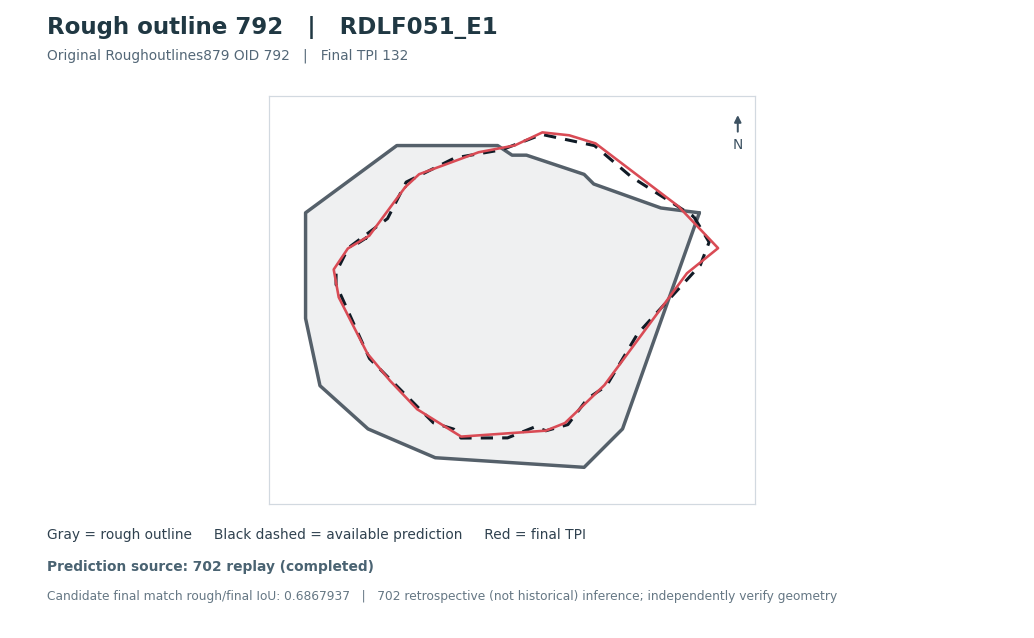 Rough outline 792 | RDLF051_E1
Original Roughoutlines879 OID 792 | Final TPI 132
N
Gray = rough outline Black dashed = available prediction Red = final TPI
Prediction source: 702 replay (completed)
Candidate final match rough/final IoU: 0.6867937 | 702 retrospective (not historical) inference; independently verify geometry